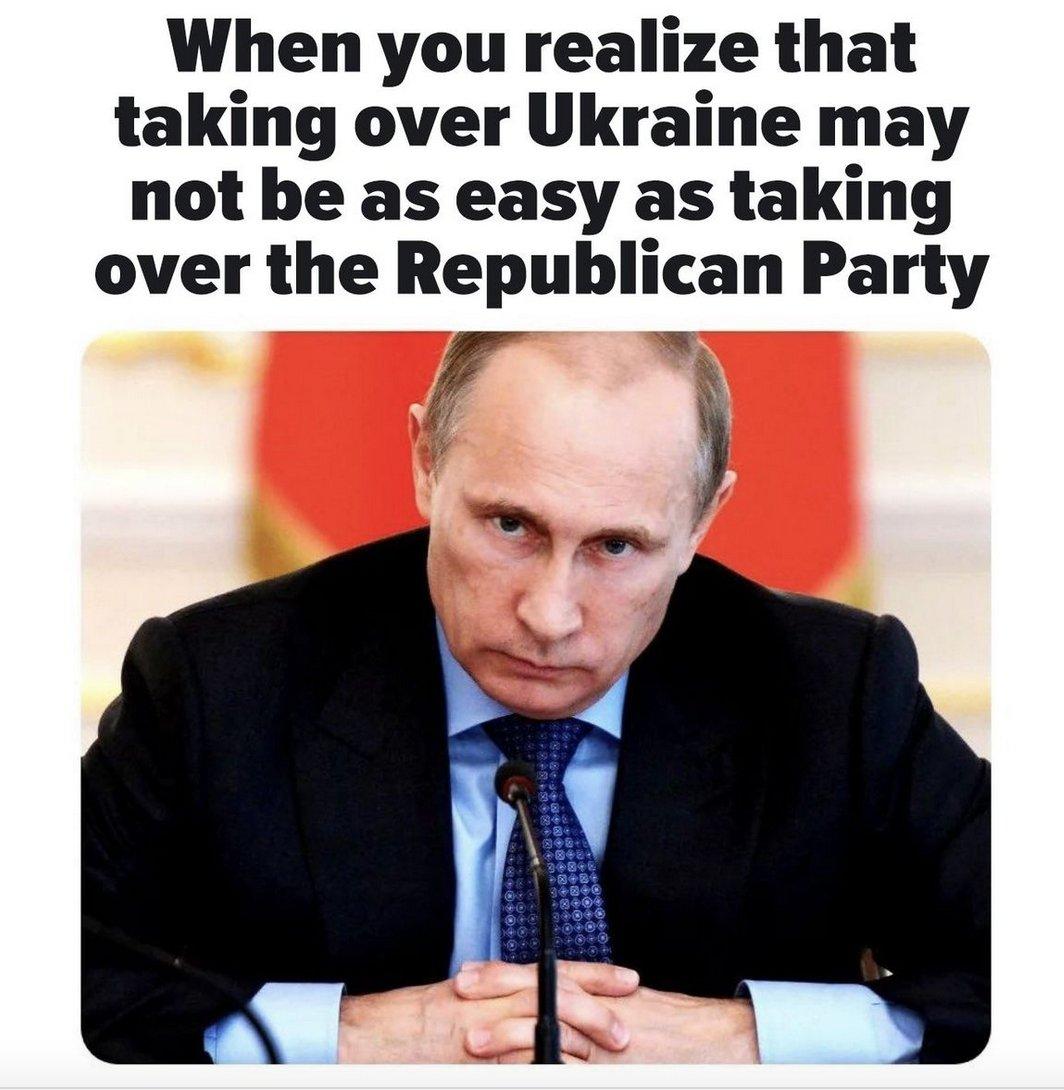 When you realize that
taking over Ukraine may
not be as easy as taking
over the Republican Party